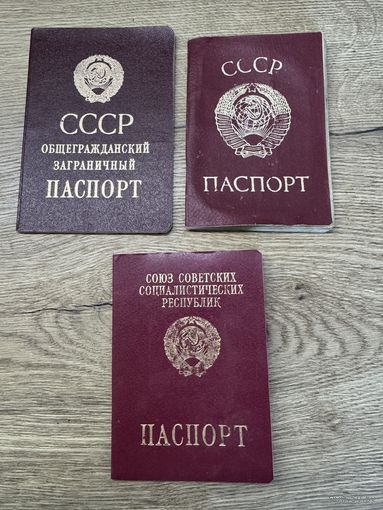 СССР
ОБЩЕГРАЖДАНСКИЙ
ЗАГРАНИЧНЫЙ
ПАСПОРТ
СССР
ПАСПОРТ
СОЮЗ СОВЕТСКИХ
СОЦИАЛИСТИЧЕСКИХ
РЕСПУБЛИК
ПАСПОРТ